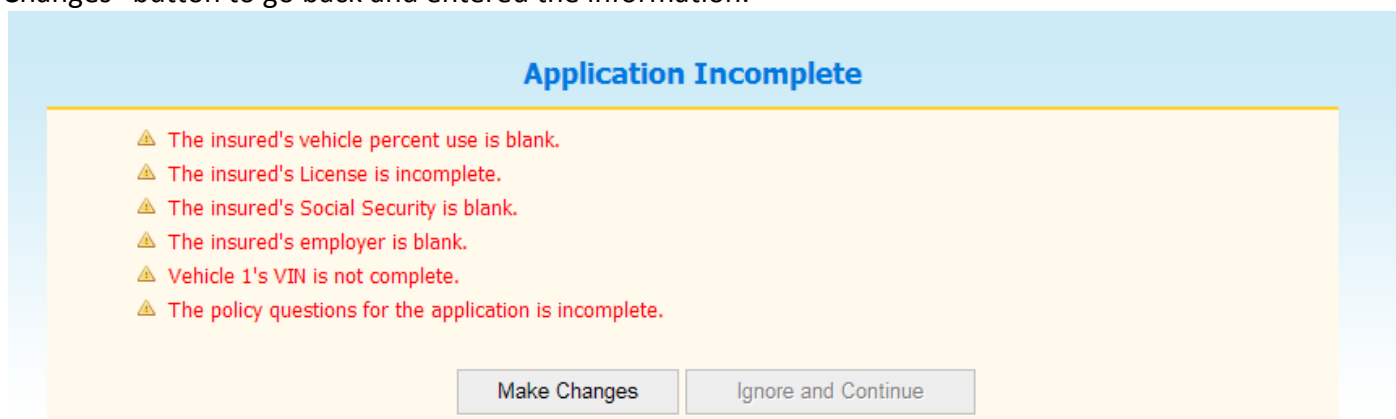 Changes" button to go back and entered the information.
Application Incomplete
The insured's vehicle percent use is blank.
The insured's License is incomplete.
The insured's Social Security is blank.
The insured's employer is blank.
Vehicle 1's VIN is not complete.
The policy questions for the application is incomplete.
Make Changes Ignore and Continue